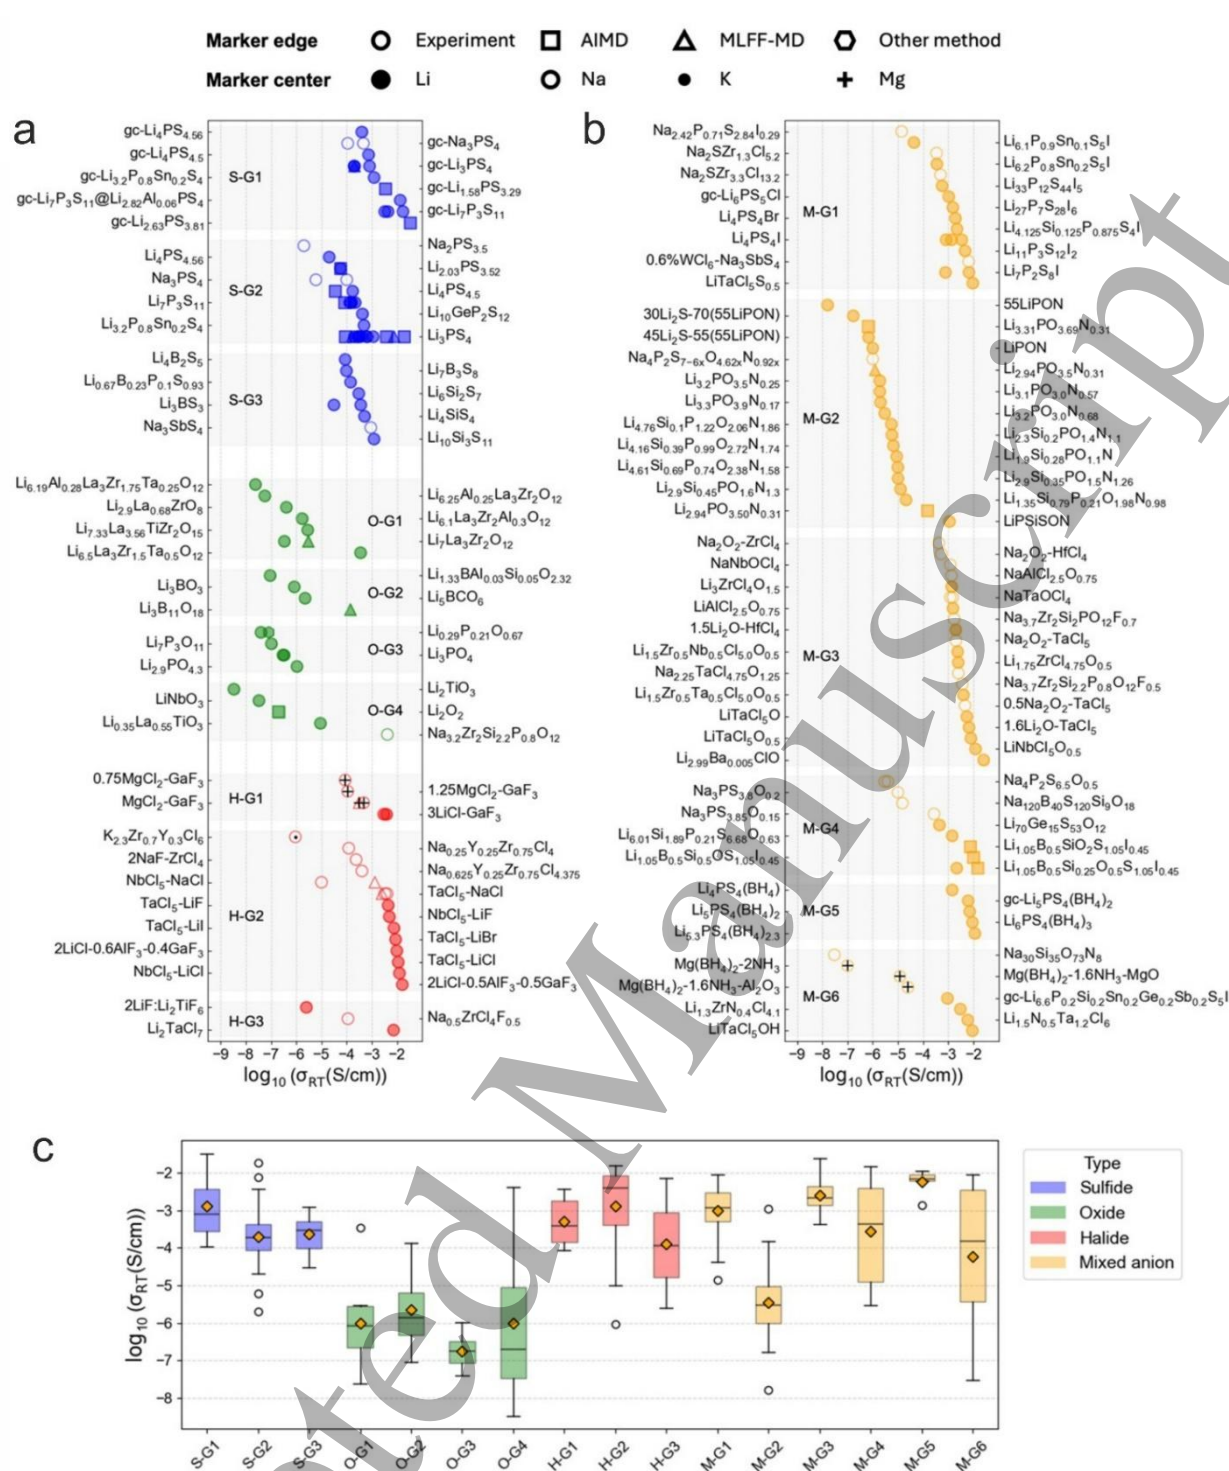 Marker edge Experiment AIMD MLFF-MD Other method
Marker center Li Na K Mg
a
gc-Li4PS4.56
gc-Na3PS4
gc-Li4PS4.5
gc-Li3PS4
gc-Li3.2P0.8Sn0.2S4
S-G1
gc-Li1.58PS3.29
gc-Li7P3S11@Li2.82Al0.06PS4
gc-Li7P3S11
gc-Li2.63PS3.81
Na2PS3.5
Li4PS4.56
Li2.03PS3.52
Na3PS4
S-G2
Li4PS4.5
Li7P3S11
Li10GeP2S12
Li3.2P0.8Sn0.2S4
Li3PS4
Li4B2S5
Li7B3S8
Li0.67B0.23P0.1S0.93
Li6Si2S7
Li3BS3
S-G3
Li4SiS4
Na3SbS4
Li10Si3S11
Li6.19Al0.28La3Zr1.75Ta0.25O12
Li6.25Al0.25La3Zr2O12
Li2.9La0.68ZrO8
O-G1
Li6.1La3Zr2Al0.3O12
Li7.33La3.56TiZr2O15
Li7La3Zr2O12
Li6.5La3Zr1.5Ta0.5O12
Li1.33BAl0.03Si0.05O2.32
Li3BO3
O-G2
Li5BCO6
Li3B11O18
Li0.29P0.21O0.67
Li7P3O11
O-G3
Li3PO4
Li2.9PO4.3
Li2TiO3
LiNbO3
O-G4
Li2O2
Li0.35La0.55TiO3
Na3.2Zr2Si2.2P0.8O12
0.75MgCl2-GaF3
1.25MgCl2-GaF3
H-G1
MgCl2-GaF3
3LiCl-GaF3
K2.3Zr0.7Y0.3Cl6
Na0.25Y0.25Zr0.75Cl4
2NaF-ZrCl4
Na0.625Y0.25Zr0.75Cl4.375
NbCl5-NaCl
TaCl5-NaCl
TaCl5-LiF
H-G2
NbCl5-LiF
TaCl5-LiI
TaCl5-LiBr
2LiCl-0.6AlF3-0.4GaF3
TaCl5-LiCl
NbCl5-LiCl
2LiCl-0.5AlF3-0.5GaF3
2LiF:Li2TiF6
H-G3
Na0.5ZrCl4F0.5
Li2TaCl7
−9 −8 −7 −6 −5 −4 −3 −2
log10 (σRT(S/cm))
b
Na2.42P0.71S2.84I0.29
Li6.1P0.9Sn0.1S5I
Na2SZr1.3Cl5.2
Li6.2P0.8Sn0.2S5I
Na2SZr3.3Cl13.2
Li33P12S44I5
gc-Li6PS5Cl
Li27P7S28I6
M-G1
Li4PS4Br
Li4.125Si0.125P0.875S4I
Li4PS4I
Li11P3S12I2
0.6%WCl6-Na3SbS4
Li7P2S8I
LiTaCl5S0.5
55LiPON
30Li2S-70(55LiPON)
Li3.31PO3.69N0.31
45Li2S-55(55LiPON)
LiPON
Na4P2S7-6xO4.62xN0.92x
Li2.94PO3.5N0.31
Li3.2PO3.5N0.25
Li3.1PO3.0N0.57
Li3.3PO3.9N0.17
Li3.2PO3.0N0.68
M-G2
Li4.76Si0.1P1.22O2.06N1.86
Li2.3Si0.2PO1.4N1.1
Li4.16Si0.39P0.99O2.72N1.74
Li1.9Si0.28PO1.1N
Li4.61Si0.69P0.74O2.38N1.58
Li2.9Si0.35PO1.5N1.26
Li2.9Si0.45PO1.6N1.3
Li1.35Si0.79P0.21O1.98N0.98
Li2.94PO3.50N0.31
LiPSiSON
Na2O2-ZrCl4
Na2O2-HfCl4
NaNbOCl4
NaAlCl2.5O0.75
Li3ZrCl4O1.5
NaTaOCl4
LiAlCl2.5O0.75
Na3.7Zr2Si2PO12F0.7
1.5Li2O-HfCl4
Na2O2-TaCl5
M-G3
Li1.5Zr0.5Nb0.5Cl5.0O0.5
Li1.75ZrCl4.75O0.5
Na2.25TaCl4.75O1.25
Na3.7Zr2Si2.2P0.8O12F0.5
Li1.5Zr0.5Ta0.5Cl5.0O0.5
0.5Na2O2-TaCl5
LiTaCl5O
1.6Li2O-TaCl5
LiTaCl5O0.5
LiNbCl5O0.5
Li2.99Ba0.005ClO
Na4P2S6.5O0.5
Na3PS3.8O0.2
Na120B40S120Si9O18
Na3PS3.85O0.15
M-G4
Li70Ge15S53O12
Li6.01Si1.89P0.21S6.68O0.63
Li1.05B0.5SiO2S1.05I0.45
Li1.05B0.5Si0.5OS1.05I0.45
Li1.05B0.5Si0.25O0.5S1.05I0.45
Li4PS4(BH4)
gc-Li5PS4(BH4)2
Li5PS4(BH4)2
M-G5
Li6PS4(BH4)3
Li5.3PS4(BH4)2.3
Na30Si35O73N8
Mg(BH4)2-2NH3
Mg(BH4)2-1.6NH3-MgO
Mg(BH4)2-1.6NH3-Al2O3
M-G6
gc-Li6.6P0.2Si0.2Sn0.2Ge0.2Sb0.2S5I
Li1.3ZrN0.4Cl4.1
Li1.5N0.5Ta1.2Cl6
LiTaCl5OH
−9 −8 −7 −6 −5 −4 −3 −2
log10 (σRT(S/cm))
c
log10 (σRT(S/cm))
−2
−3
−4
−5
−6
−7
−8
S-G1 S-G2 S-G3 O-G1 O-G2 O-G3 O-G4 H-G1 H-G2 H-G3 M-G1 M-G2 M-G3 M-G4 M-G5 M-G6
Type
Sulfide
Oxide
Halide
Mixed anion
pted Manuscript